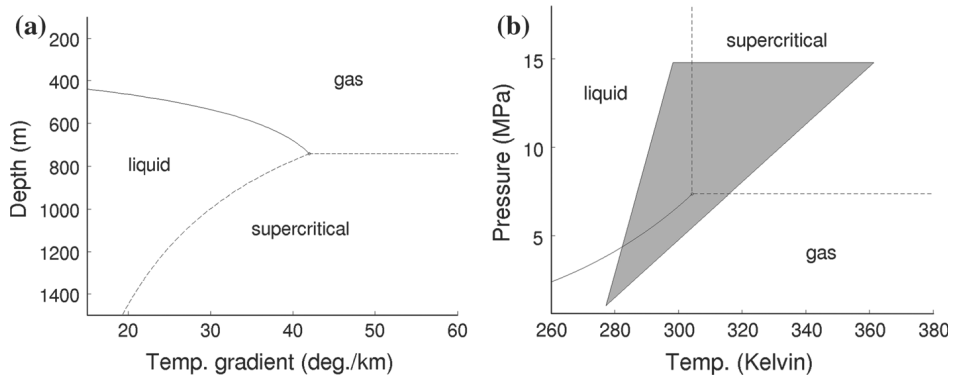 (a)
200
400
600
800
1000
1200
1400
Depth (m)
gas
liquid
supercritical
20
30
40
50
60
Temp. gradient (deg./km)
(b)
15
10
5
Pressure (MPa)
supercritical
liquid
gas
260
280
300
320
340
360
380
Temp. (Kelvin)